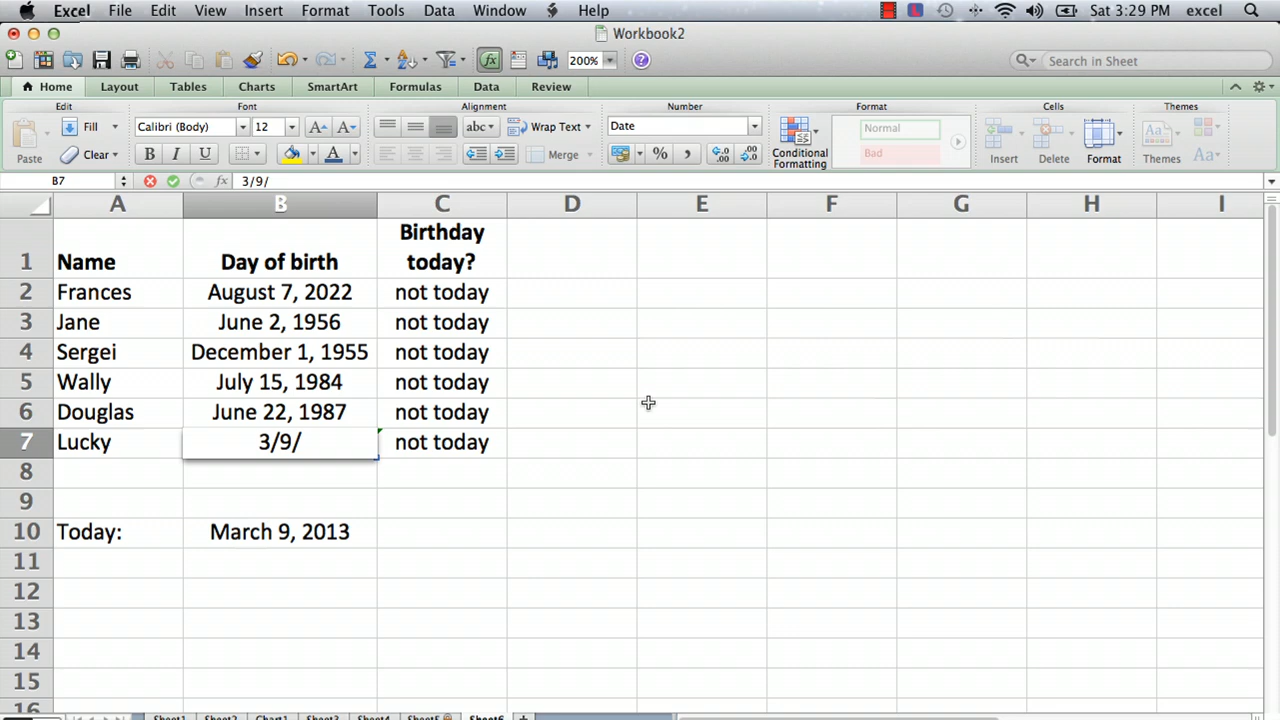 Excel File Edit View Insert Format Tools Data Window Help Sat 3:29 PM excel
Workbook2
200% Search in Sheet
Home Layout Tables Charts SmartArt Formulas Data Review
Edit Font Alignment Number Format Cells Themes
Paste Fill Calibri (Body) 12 A A abc Wrap Text Date Conditional Formatting Normal Insert Delete Format Themes Aa
Clear B I U A Merge % , Bad
B7 fx 3/9/
A B C D E F G H I
1 Name Day of birth Birthday today?
2 Frances August 7, 2022 not today
3 Jane June 2, 1956 not today
4 Sergei December 1, 1955 not today
5 Wally July 15, 1984 not today
6 Douglas June 22, 1987 not today
7 Lucky 3/9/ not today
8
9
10 Today: March 9, 2013
11
12
13
14
15
16
Sheet1 Sheet2 Chart1 Sheet3 Sheet4 Sheet5 Sheet6